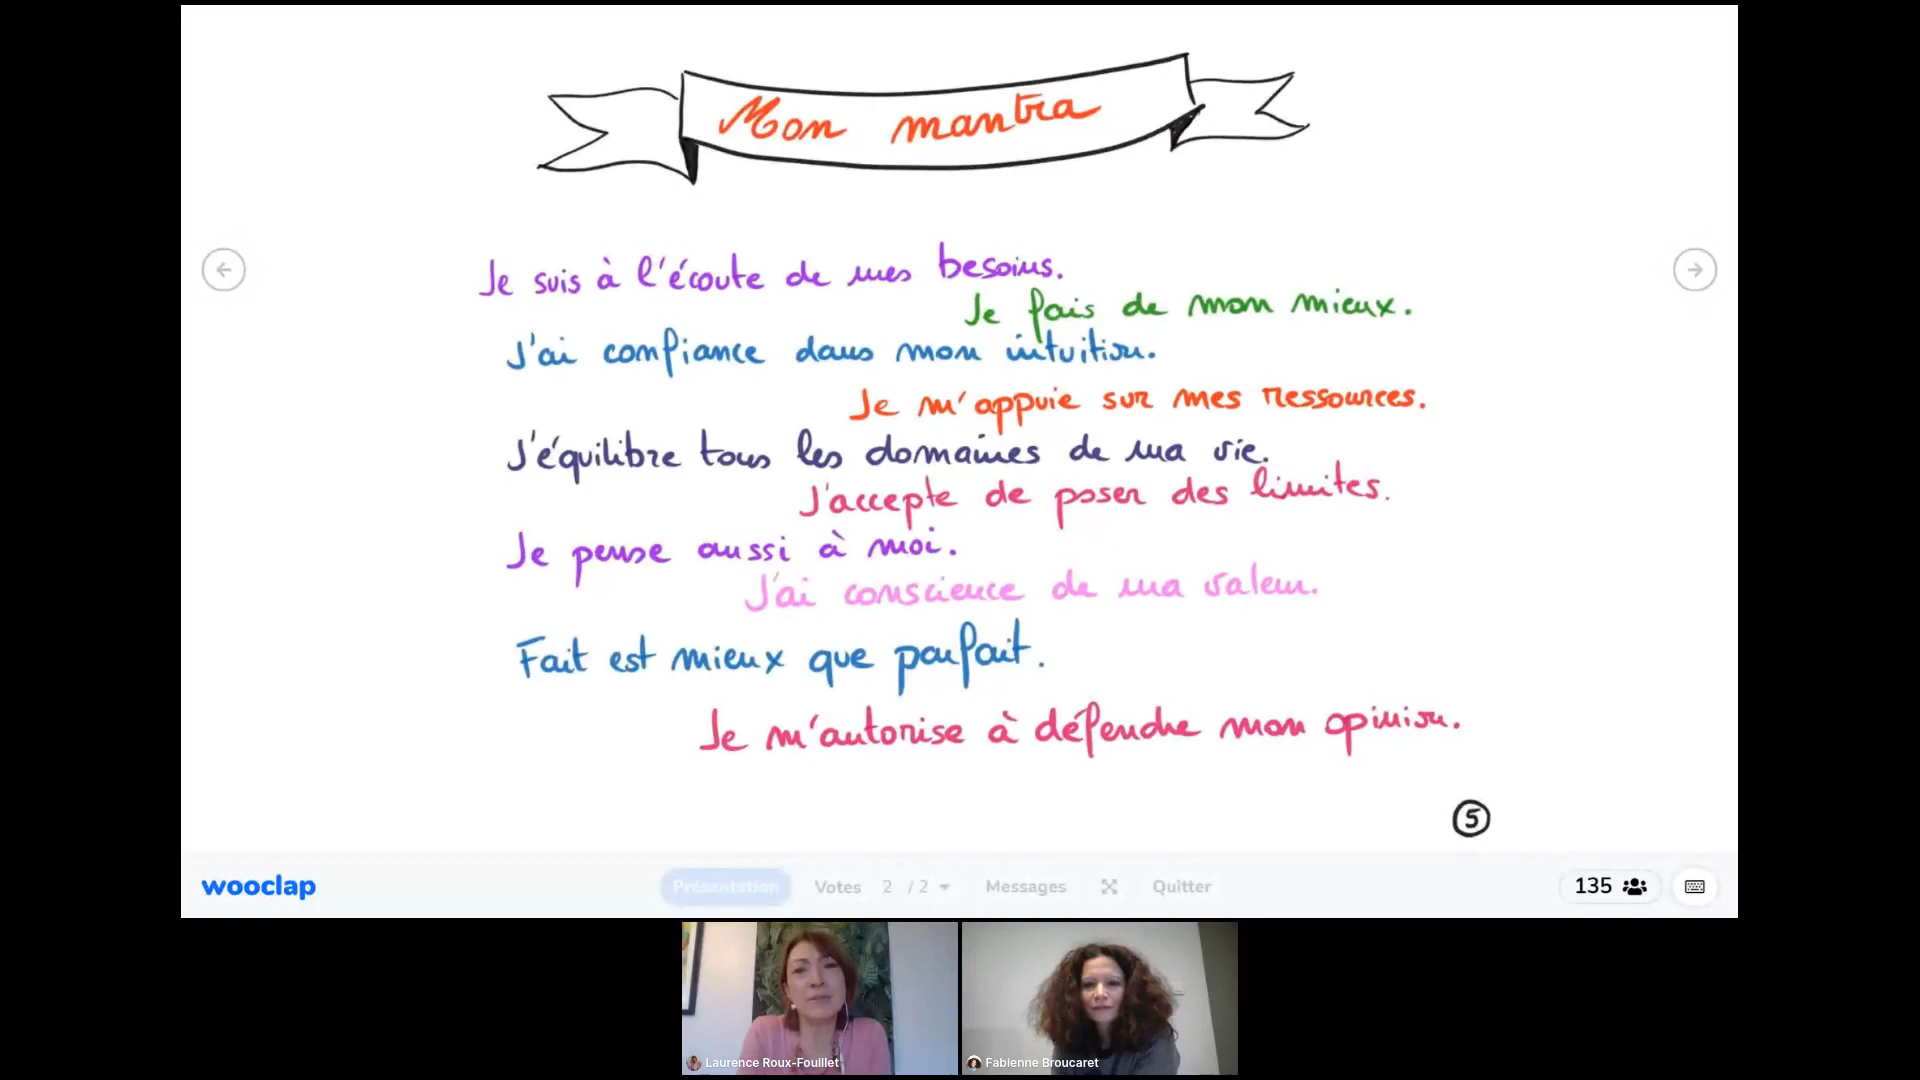 Mon mantra
Je suis à l'écoute de mes besoins.
Je fais de mon mieux.
J'ai confiance dans mon intuition.
Je m'appuie sur mes ressources.
J'équilibre tous les domaines de ma vie.
J'accepte de poser des limites.
Je pense aussi à moi.
J'ai conscience de ma valeur.
Fait est mieux que parfait.
Je m'autorise à défendre mon opinion.
5
wooclap Présentation Votes 2 / 2 Messages Quitter 135
Laurence Roux-Fouillet Fabienne Broucaret